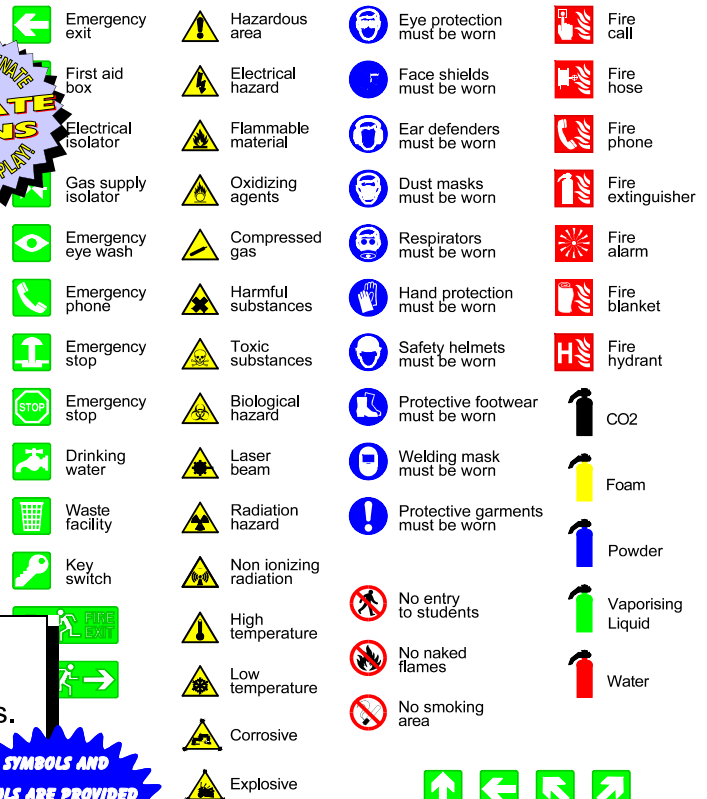 Emergency
exit
First aid
box
Electrical
isolator
Gas supply
isolator
Emergency
eye wash
Emergency
phone
Emergency
stop
STOP
Emergency
stop
Drinking
water
Waste
facility
Key
switch
FIRE
EXIT
Hazardous
area
Electrical
hazard
Flammable
material
Oxidizing
agents
Compressed
gas
Harmful
substances
Toxic
substances
Biological
hazard
Laser
beam
Radiation
hazard
Non ionizing
radiation
High
temperature
Low
temperature
Corrosive
Explosive
Eye protection
must be worn
Face shields
must be worn
Ear defenders
must be worn
Dust masks
must be worn
Respirators
must be worn
Hand protection
must be worn
Safety helmets
must be worn
Protective footwear
must be worn
Welding mask
must be worn
Protective garments
must be worn
No entry
to students
No naked
flames
No smoking
area
Fire
call
Fire
hose
Fire
phone
Fire
extinguisher
Fire
alarm
Fire
blanket
H
Fire
hydrant
CO2
Foam
Powder
Vaporising
Liquid
Water
SYMBOLS AND
ARE PROVIDED